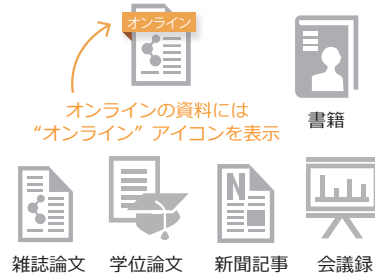 オンライン
オンラインの資料には
“オンライン” アイコンを表示
書籍
N
雑誌論文
学位論文
新聞記事
会議録